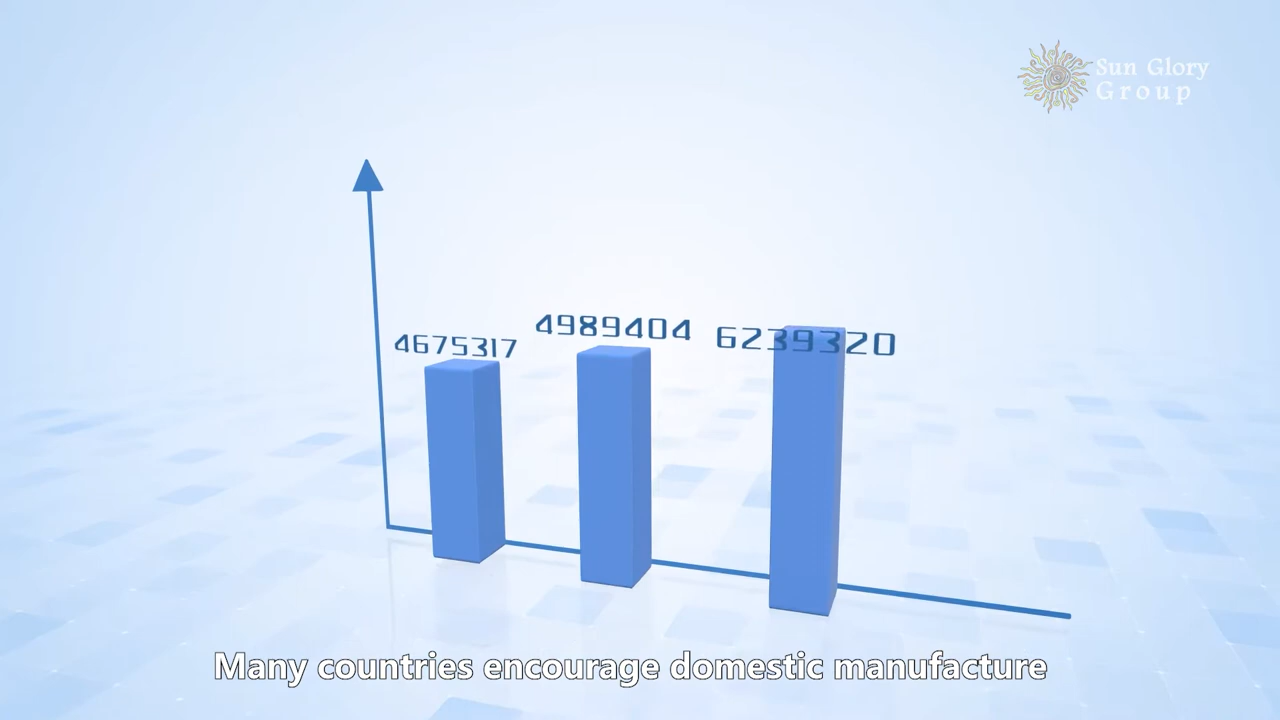 Sun Glory
Group
4675317
4989404
6239320
Many countries encourage domestic manufacture